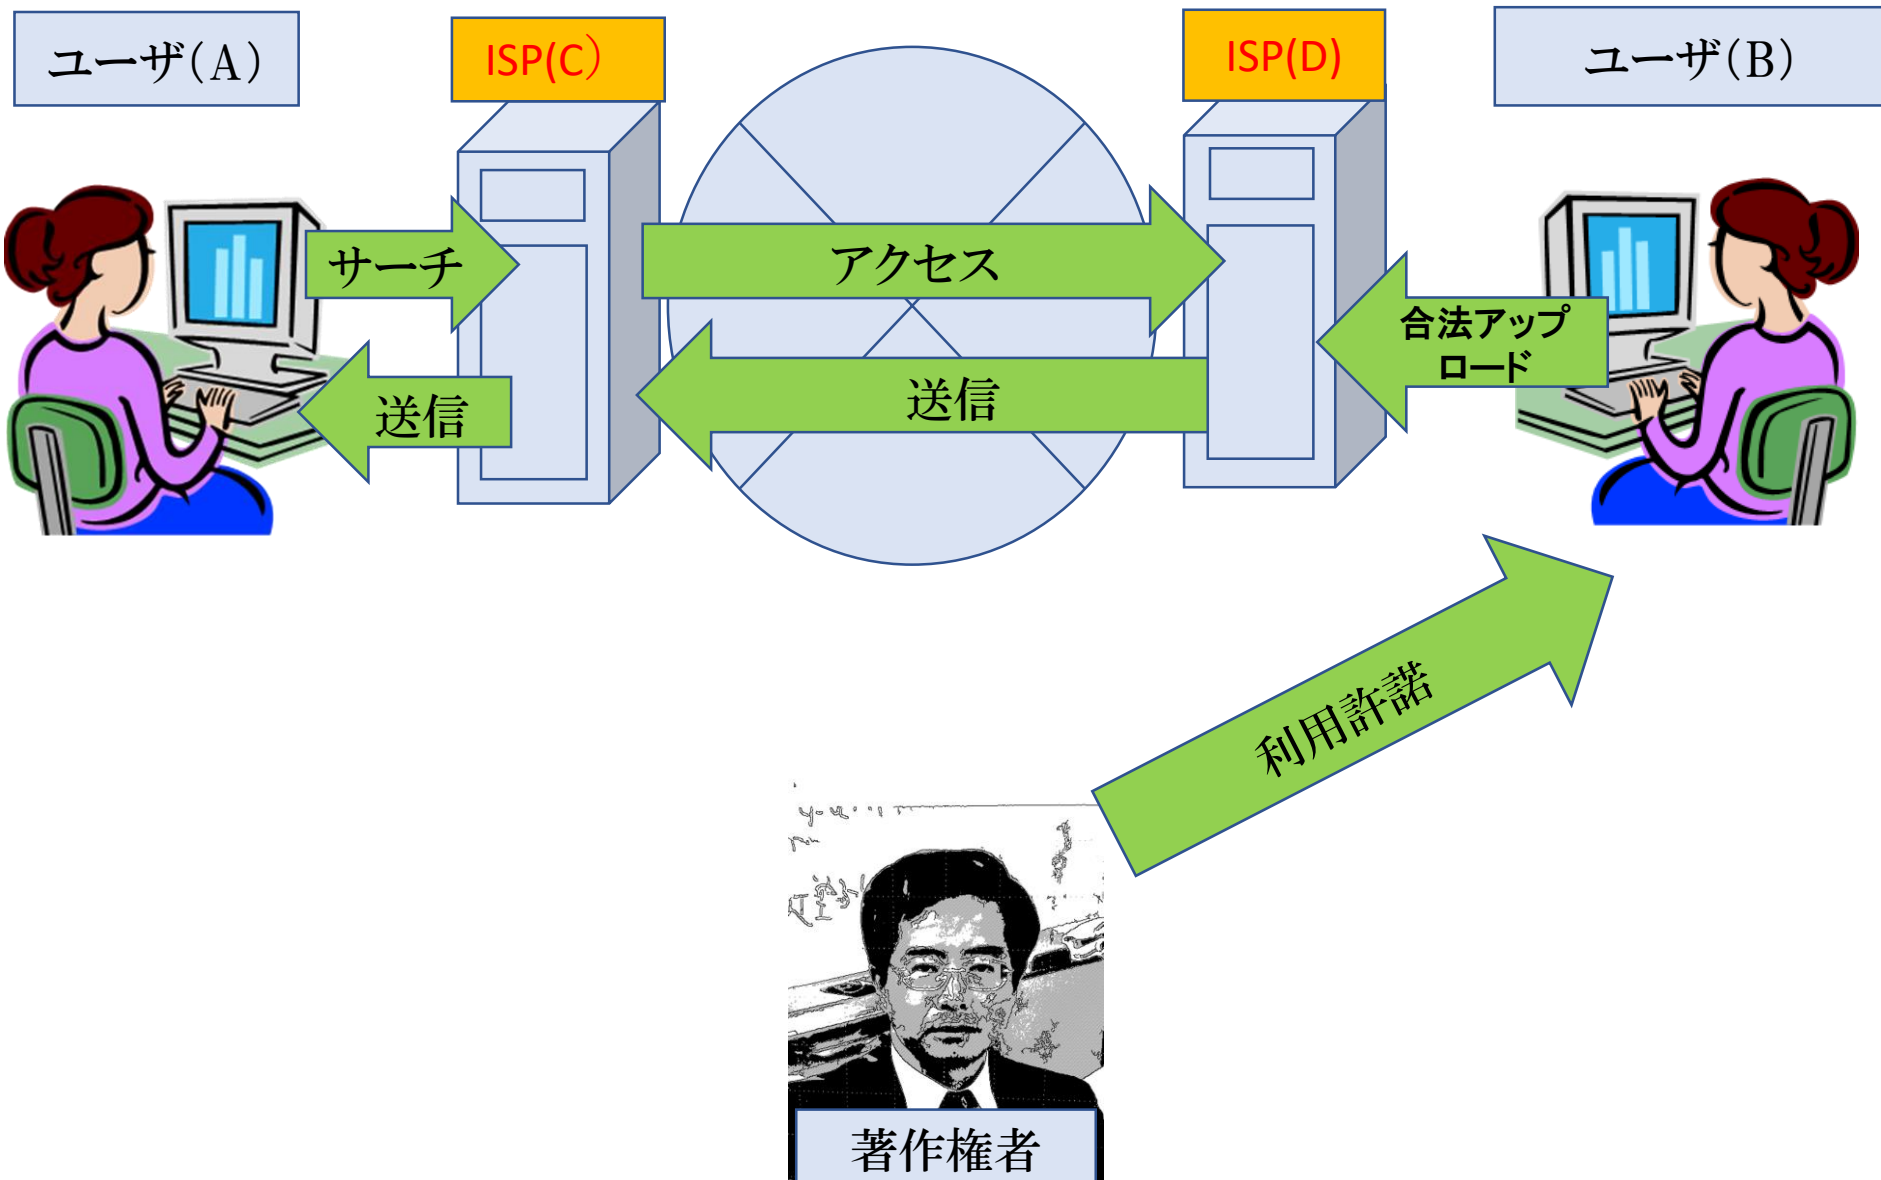 ユーザ(A)
ISP(C)
ISP(D)
ユーザ(B)
サーチ
アクセス
合法アップ
ロード
送信
送信
利用許諾
著作権者